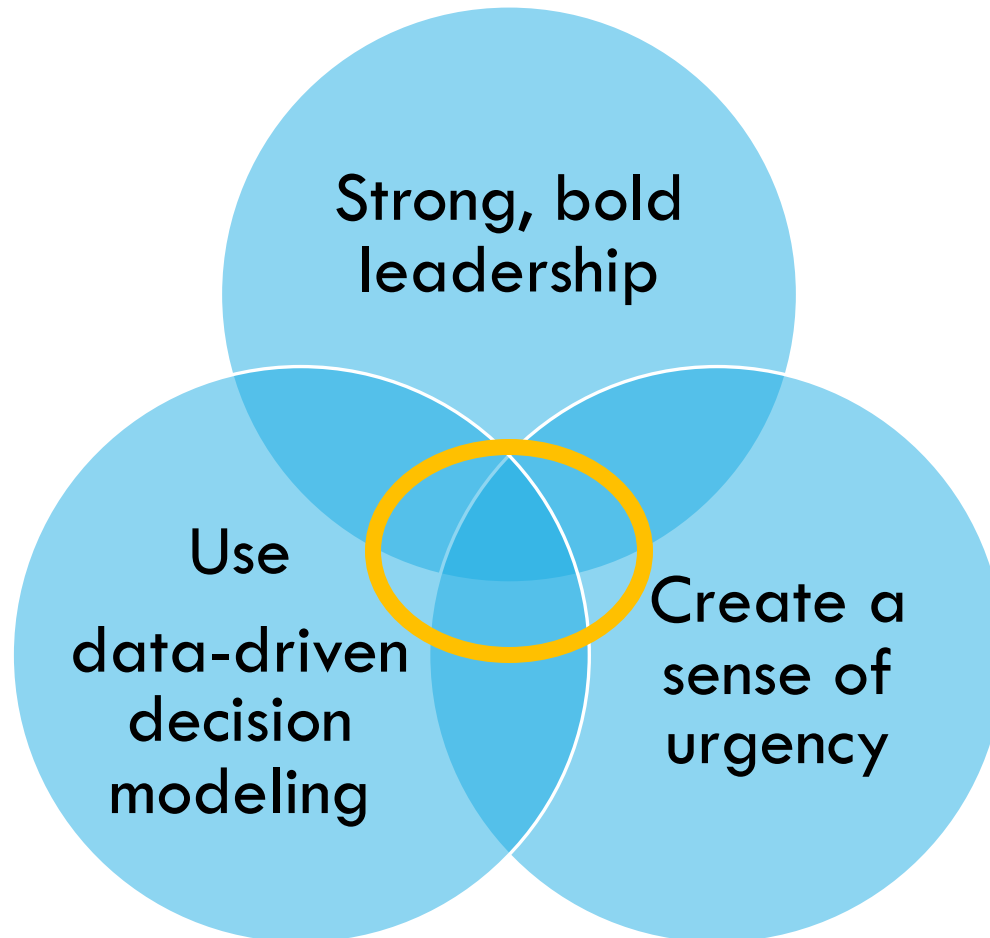 Strong, bold
leadership
Use
data-driven
decision
modeling
Create a
sense of
urgency